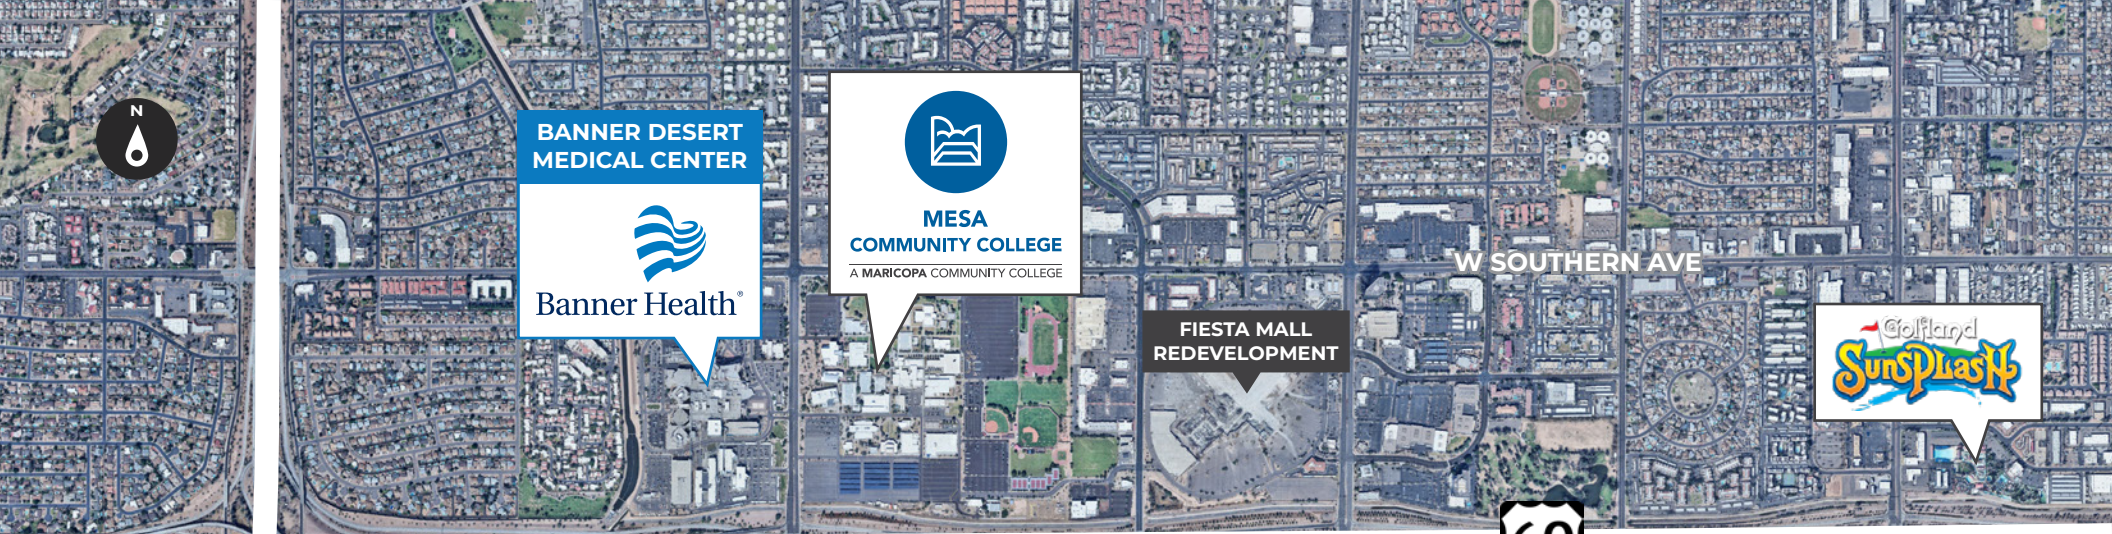 N
BANNER DESERT
MEDICAL CENTER
Banner Health®
MESA
COMMUNITY COLLEGE
A MARICOPA COMMUNITY COLLEGE
FIESTA MALL
REDEVELOPMENT
W SOUTHERN AVE
Golfland
SunSplash
60